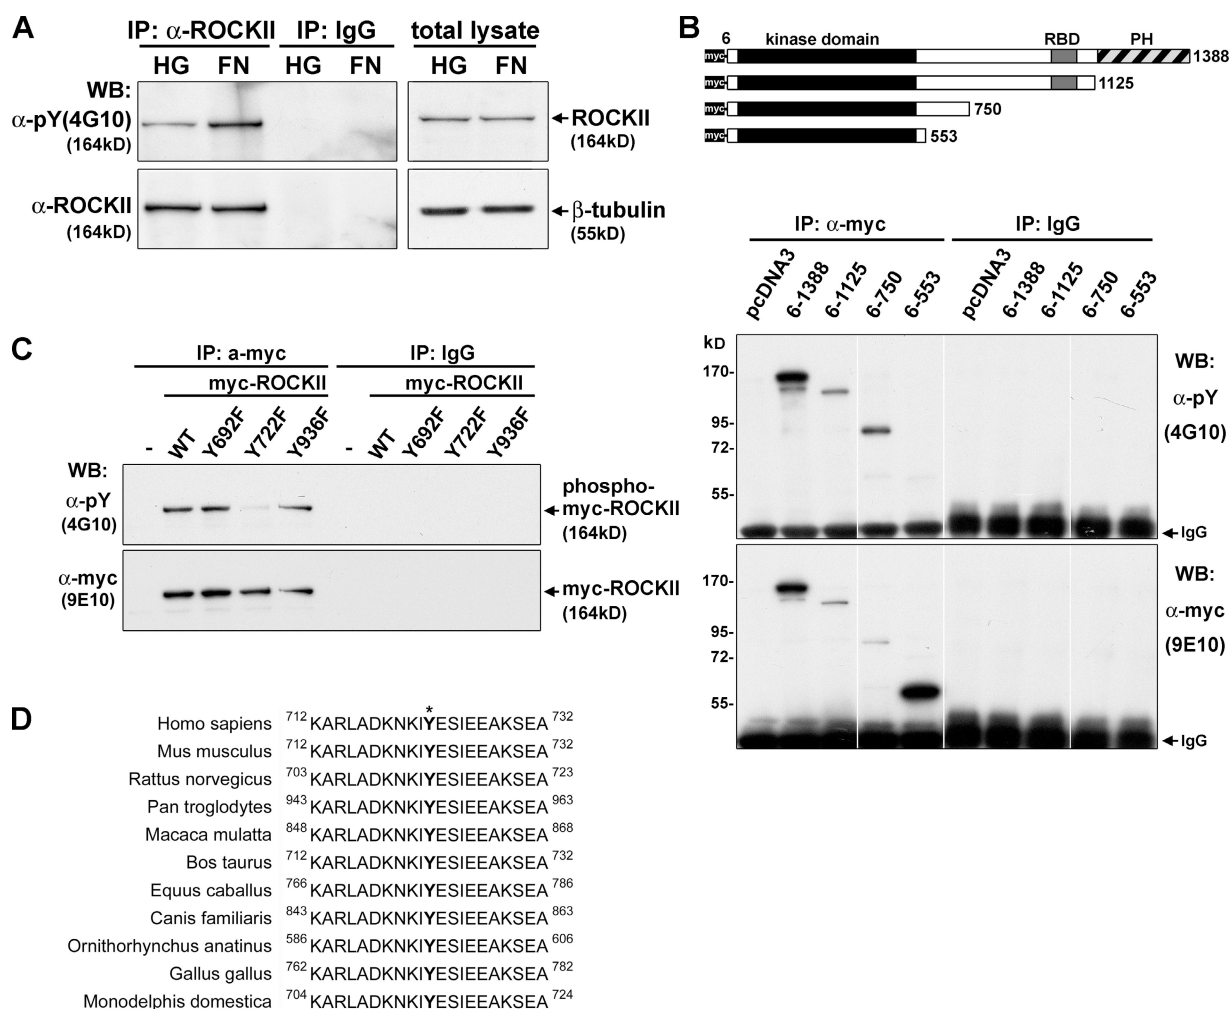 A
IP: α-ROCKII IP: IgG total lysate
HG FN HG FN HG FN
WB:
α-pY(4G10)
(164kD)
ROCKII
(164kD)
α-ROCKII
(164kD)
β-tubulin
(55kD)
B
6 kinase domain RBD PH
myc 1388
myc 1125
myc 750
myc 553
IP: α-myc IP: IgG
pcDNA3 6-1388 6-1125 6-750 6-553 pcDNA3 6-1388 6-1125 6-750 6-553
kD
170-
95-
72-
55-
WB:
α-pY
(4G10)
IgG
170-
95-
72-
55-
WB:
α-myc
(9E10)
IgG
C
IP: a-myc IP: IgG
myc-ROCKII myc-ROCKII
- WT Y692F Y722F Y936F - WT Y692F Y722F Y936F
WB:
α-pY
(4G10)
phospho-
myc-ROCKII
(164kD)
α-myc
(9E10)
myc-ROCKII
(164kD)
D
*
Homo sapiens 712 KARLADKNKIYESIEEAKSEA 732
Mus musculus 712 KARLADKNKIYESIEEAKSEA 732
Rattus norvegicus 703 KARLADKNKIYESIEEAKSEA 723
Pan troglodytes 943 KARLADKNKIYESIEEAKSEA 963
Macaca mulatta 848 KARLADKNKIYESIEEAKSEA 868
Bos taurus 712 KARLADKNKIYESIEEAKSEA 732
Equus caballus 766 KARLADKNKIYESIEEAKSEA 786
Canis familiaris 843 KARLADKNKIYESIEEAKSEA 863
Ornithorhynchus anatinus 586 KARLADKNKIYESIEEAKSEA 606
Gallus gallus 762 KARLADKNKIYESIEEAKSEA 782
Monodelphis domestica 704 KARLADKNKIYESIEEAKSEA 724